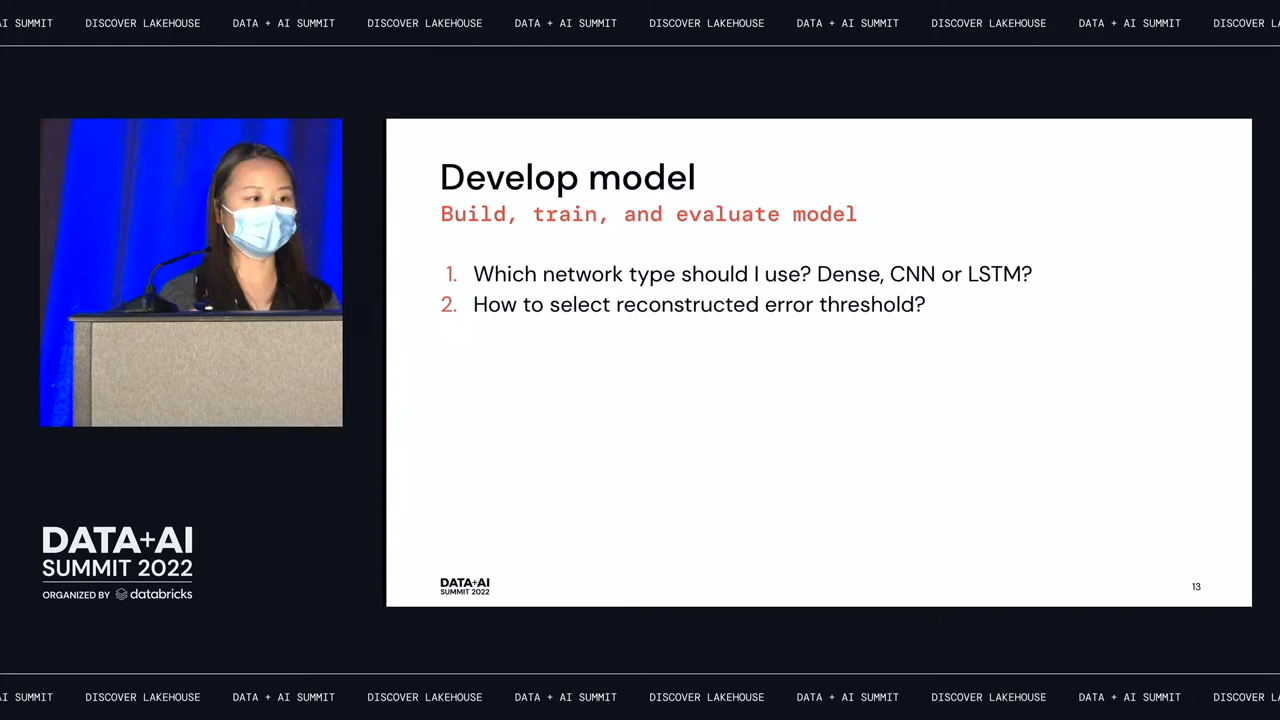 AI SUMMIT DISCOVER LAKEHOUSE DATA + AI SUMMIT DISCOVER LAKEHOUSE DATA + AI SUMMIT DISCOVER LAKEHOUSE DATA + AI SUMMIT DISCOVER LAKEHOUSE DATA + AI SUMMIT DISCOVER
Develop model
Build, train, and evaluate model
1. Which network type should I use? Dense, CNN or LSTM?
2. How to select reconstructed error threshold?
DATA+AI
SUMMIT 2022
13
DATA+AI
SUMMIT 2022
ORGANIZED BY databricks
AI SUMMIT DISCOVER LAKEHOUSE DATA + AI SUMMIT DISCOVER LAKEHOUSE DATA + AI SUMMIT DISCOVER LAKEHOUSE DATA + AI SUMMIT DISCOVER LAKEHOUSE DATA + AI SUMMIT DISCOVER